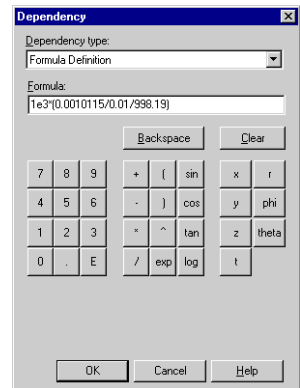 Dependency
Dependency type:
Formula Definition
Formula:
1e3*(0.0010115/0.01/998.19)
Backspace Clear
7 8 9 + ( sin x r
4 5 6 - ) cos y phi
1 2 3 * ^ tan z theta
0 . E / exp log t
OK Cancel Help